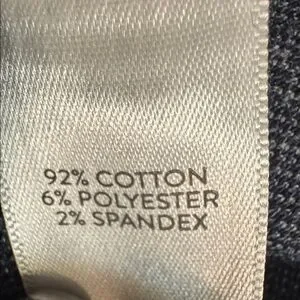 92% COTTON
6% POLYESTER
2% SPANDEX